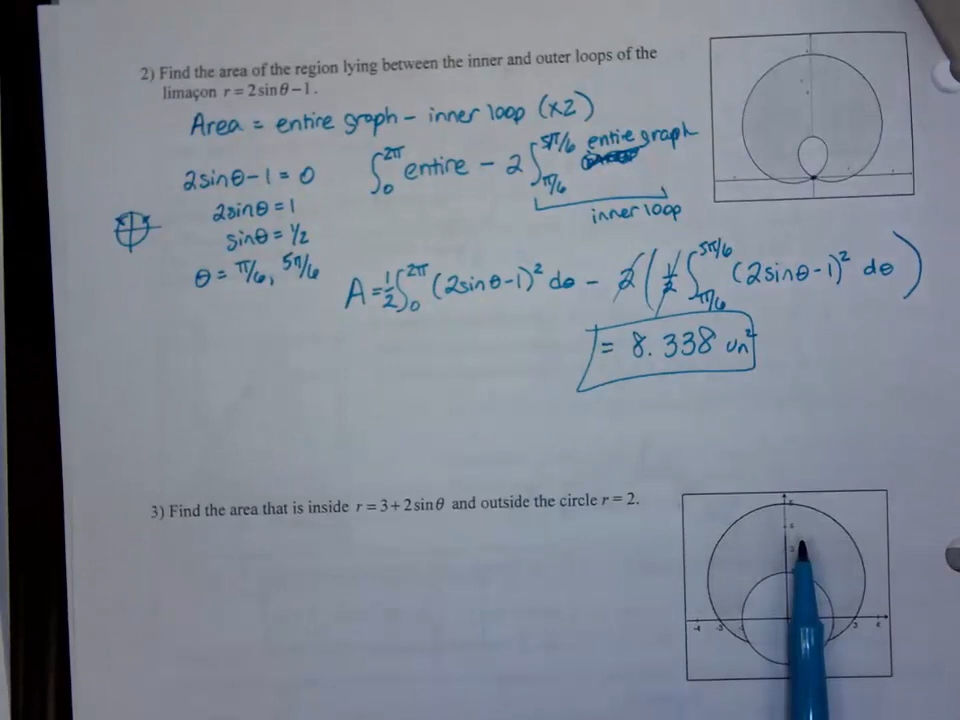 2) Find the area of the region lying between the inner and outer loops of the
limaçon r = 2 sin θ − 1.
Area = entire graph − inner loop (x2)
2sinθ − 1 = 0
2sinθ = 1
sinθ = 1/2
θ = π/6, 5π/6
∫₀^2π entire − 2 ∫_π/6^5π/6 entire graph
inner loop
A = 1/2 ∫₀^2π (2sinθ − 1)² dθ − 2 ( 1/2 ∫_π/6^5π/6 (2sinθ − 1)² dθ )
= 8.338 un²
3) Find the area that is inside r = 3 + 2 sin θ and outside the circle r = 2.